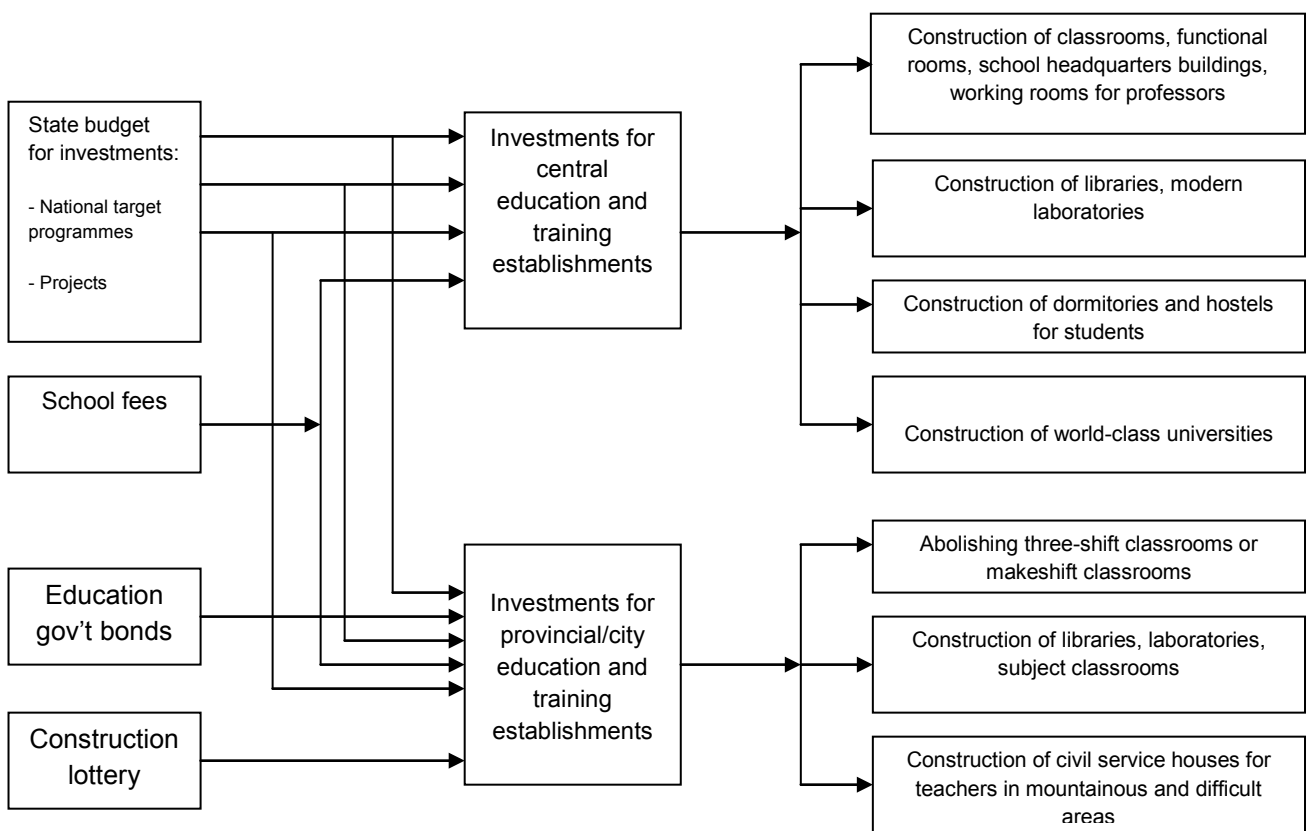 State budget
for investments:
- National target
programmes
- Projects
School fees
Education
gov't bonds
Construction
lottery
Investments for
central
education and
training
establishments
Investments for
provincial/city
education and
training
establishments
Construction of classrooms, functional
rooms, school headquarters buildings,
working rooms for professors
Construction of libraries, modern
laboratories
Construction of dormitories and hostels
for students
Construction of world-class universities
Abolishing three-shift classrooms or
makeshift classrooms
Construction of libraries, laboratories,
subject classrooms
Construction of civil service houses for
teachers in mountainous and difficult
areas